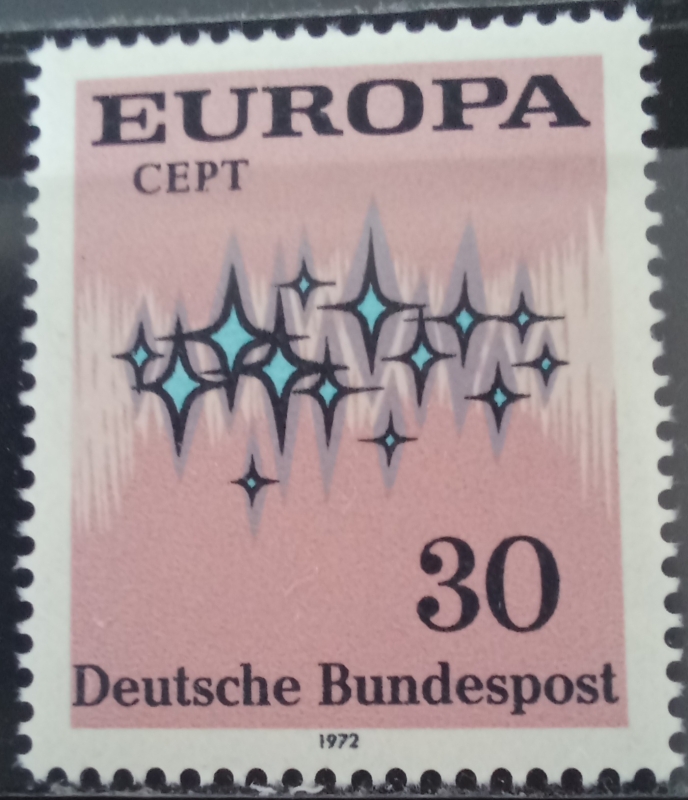 EUROPA
CEPT
30
Deutsche Bundespost
1972